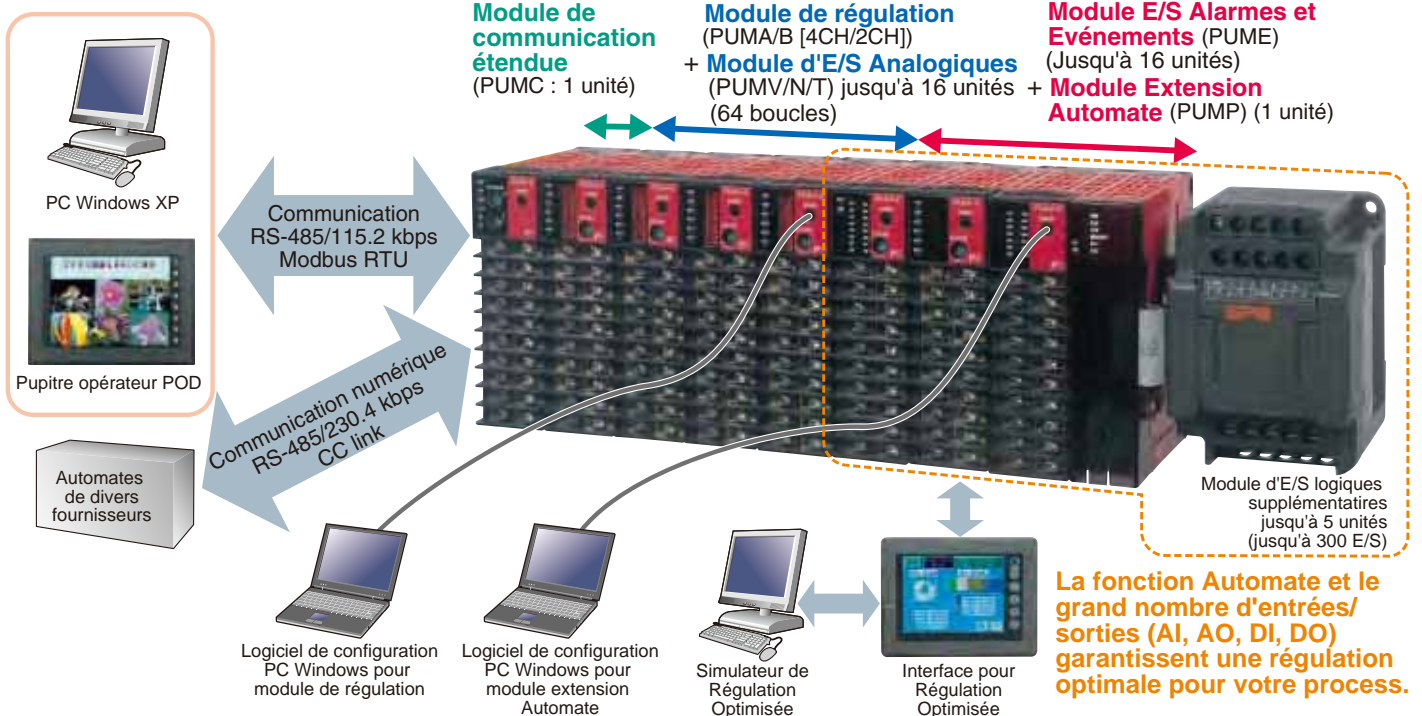 Module de
communication
étendue
(PUMC : 1 unité)
Module de régulation
(PUMA/B [4CH/2CH])
+ Module d'E/S Analogiques
(PUMV/N/T) jusqu'à 16 unités
(64 boucles)
Module E/S Alarmes et
Evénements (PUME)
(Jusqu'à 16 unités)
+ Module Extension
Automate (PUMP) (1 unité)
PC Windows XP
Pupitre opérateur POD
Communication
RS-485/115.2 kbps
Modbus RTU
Communication numérique
RS-485/230.4 kbps
CC link
Automates
de divers
fournisseurs
Module d'E/S logiques
supplémentaires
jusqu'à 5 unités
(jusqu'à 300 E/S)
Logiciel de configuration
PC Windows pour
module de régulation
Logiciel de configuration
PC Windows pour
module extension
Automate
Simulateur de
Régulation
Optimisée
Interface pour
Régulation
Optimisée
La fonction Automate et le
grand nombre d'entrées/
sorties (AI, AO, DI, DO)
garantissent une régulation
optimale pour votre process.